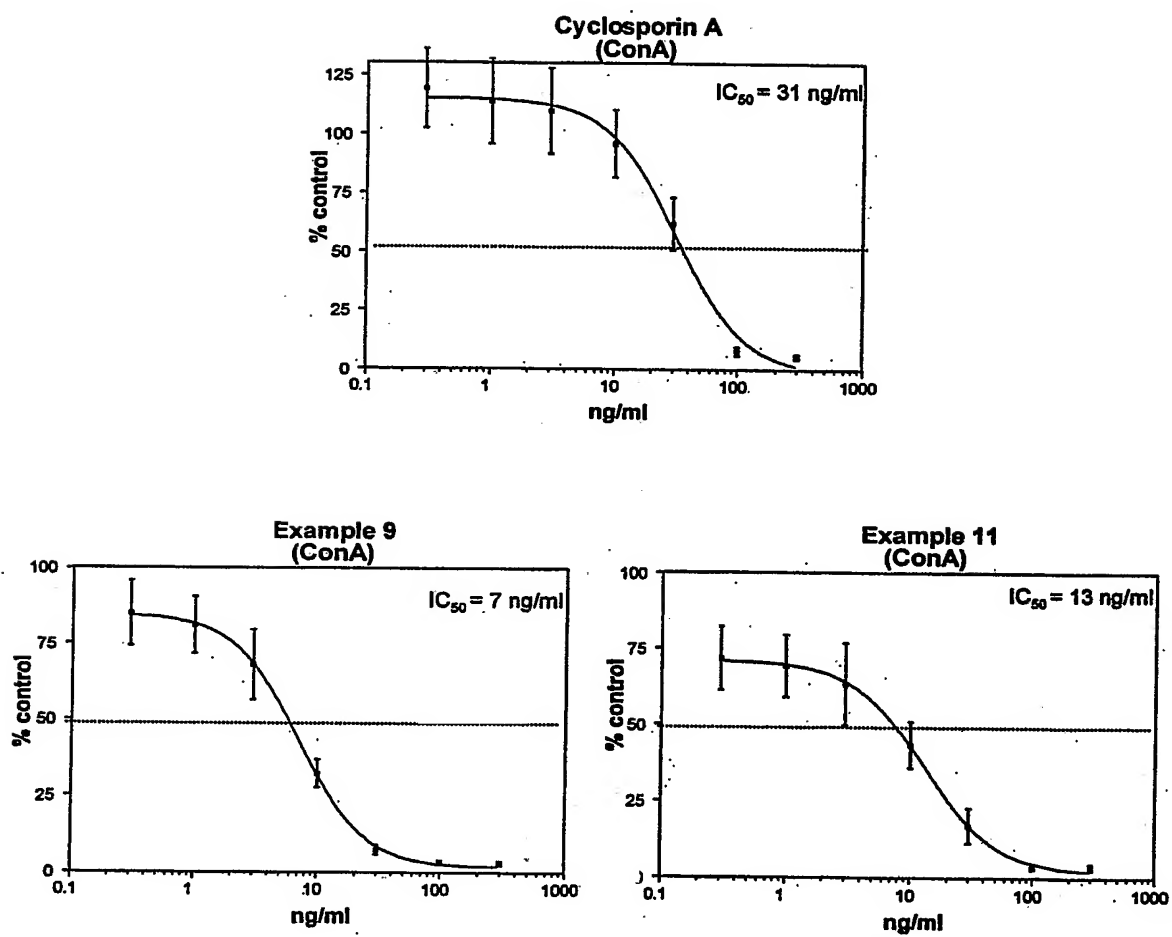 Cyclosporin A
(ConA)
IC50 = 31 ng/ml
125
100
75
50
25
0
% control
0.1 1 10 100 1000
ng/ml
Example 9
(ConA)
IC50 = 7 ng/ml
100
75
50
25
0
% control
0.1 1 10 100 1000
ng/ml
Example 11
(ConA)
IC50 = 13 ng/ml
100
75
50
25
% control
0.1 1 10 100 1000
ng/ml